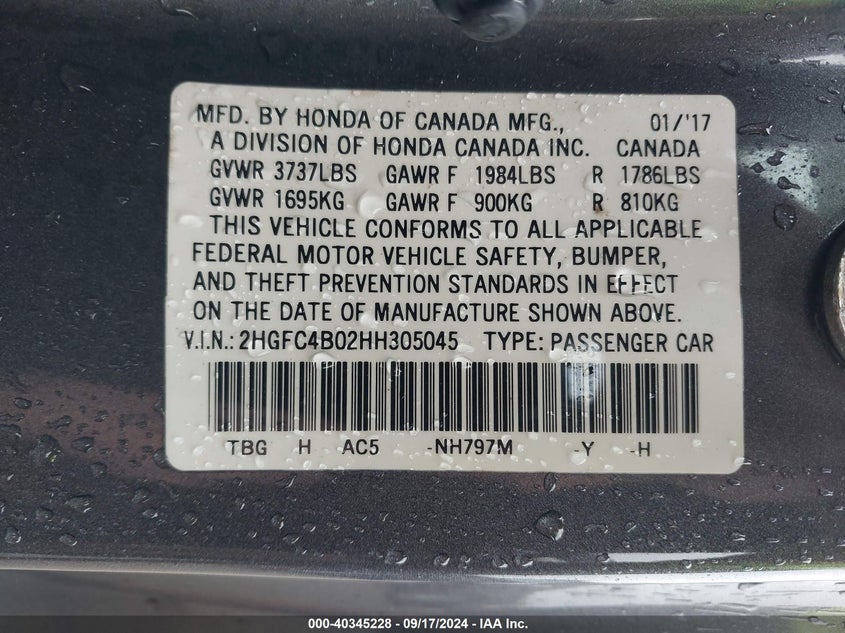 MFD. BY HONDA OF CANADA MFG., 01/'17
A DIVISION OF HONDA CANADA INC. CANADA
GVWR 3737LBS GAWR F 1984LBS R 1786LBS
GVWR 1695KG GAWR F 900KG R 810KG
THIS VEHICLE CONFORMS TO ALL APPLICABLE
FEDERAL MOTOR VEHICLE SAFETY, BUMPER,
AND THEFT PREVENTION STANDARDS IN EFFECT
ON THE DATE OF MANUFACTURE SHOWN ABOVE.
V.I.N.: 2HGFC4B02HH305045 TYPE: PASSENGER CAR
TBG H AC5 -NH797M -Y -H
000-40345228 - 09/17/2024 - IAA Inc.